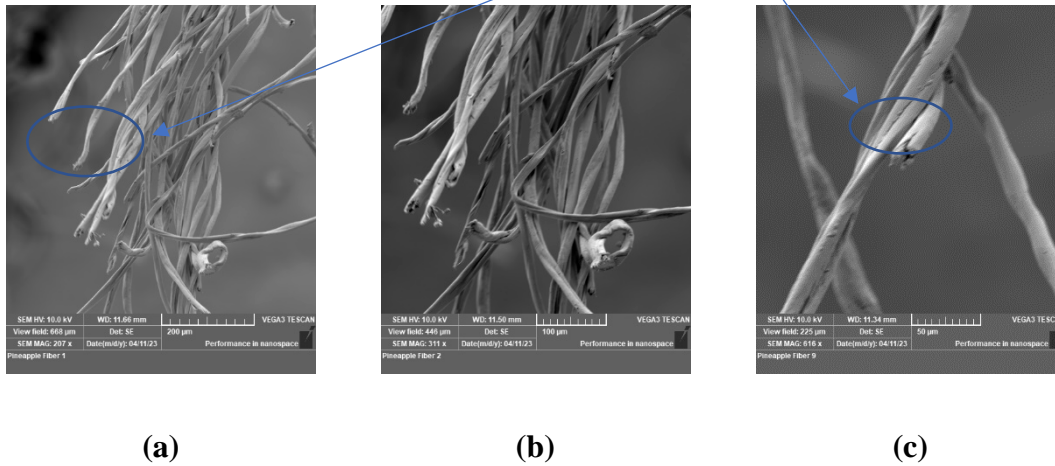 SEM HV: 10.0 kV WD: 11.66 mm VEGA3 TESCAN
View field: 668 µm Det: SE 200 µm
SEM MAG: 207 x Date(m/d/y): 04/11/23 Performance in nanospace
Pineapple Fiber 1
SEM HV: 10.0 kV WD: 11.50 mm VEGA3 TESCAN
View field: 446 µm Det: SE 100 µm
SEM MAG: 311 x Date(m/d/y): 04/11/23 Performance in nanospace
Pineapple Fiber 2
SEM HV: 10.0 kV WD: 11.34 mm VEGA3 TESCAN
View field: 225 µm Det: SE 50 µm
SEM MAG: 616 x Date(m/d/y): 04/11/23 Performance in nanospace
Pineapple Fiber 9
(a) (b) (c)